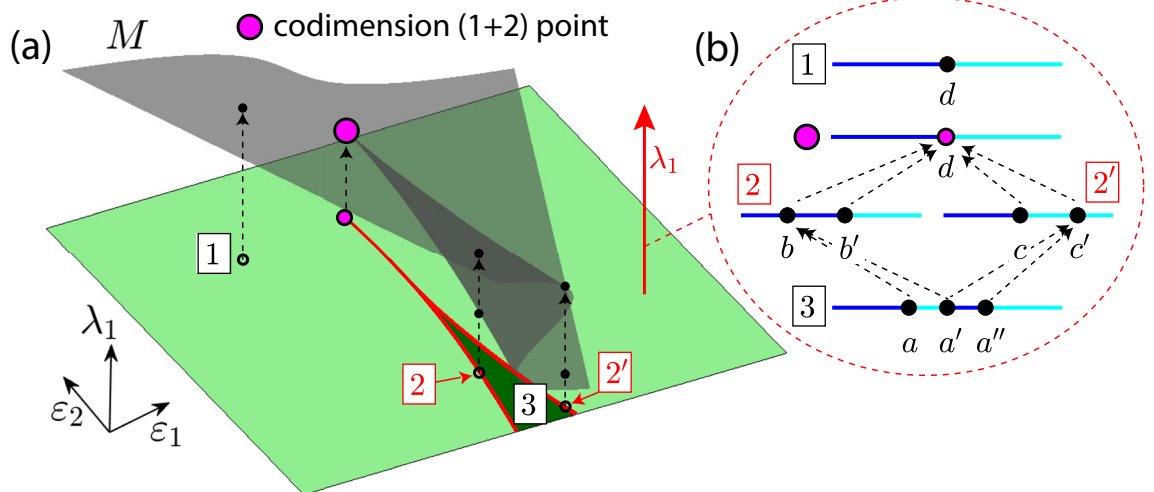 (a)
M
codimension (1+2) point
1
λ₁
ε₂
ε₁
2
3
2′
λ₁
(b)
1
d
d
2
2′
b b′
c c′
3
a a′ a″